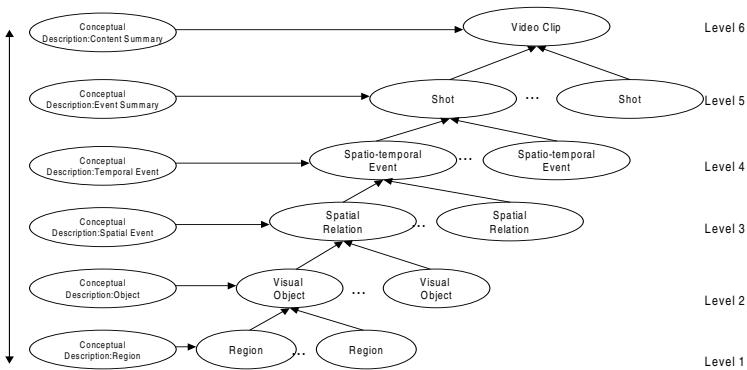 Conceptual
Description:Content Summary
Video Clip
Level 6
Conceptual
Description:Event Summary
Shot
...
Shot
Level 5
Conceptual
Description:Temporal Event
Spatio-temporal
Event
...
Spatio-temporal
Event
Level 4
Conceptual
Description:Spatial Event
Spatial
Relation
...
Spatial
Relation
Level 3
Conceptual
Description:Object
Visual
Object
...
Visual
Object
Level 2
Conceptual
Description:Region
Region
...
Region
Level 1